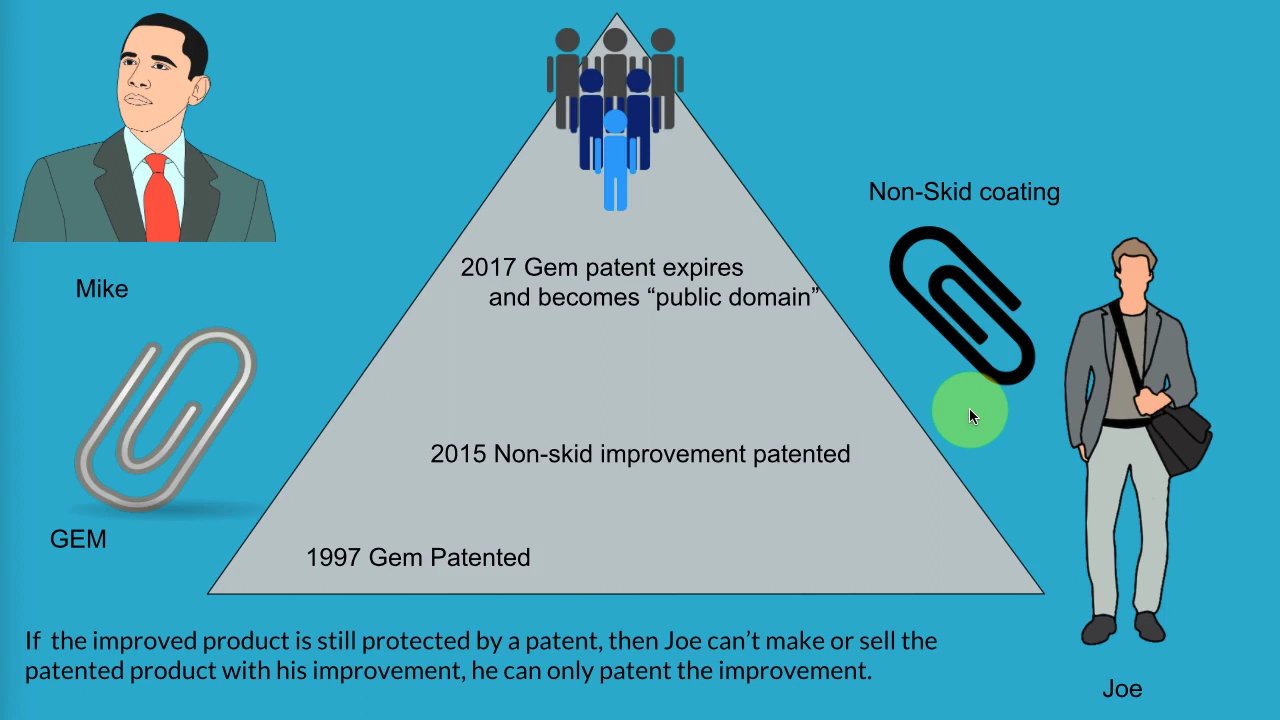 Non-Skid coating
2017 Gem patent expires
and becomes “public domain”
Mike
2015 Non-skid improvement patented
GEM
1997 Gem Patented
If the improved product is still protected by a patent, then Joe can’t make or sell the
patented product with his improvement, he can only patent the improvement.
Joe